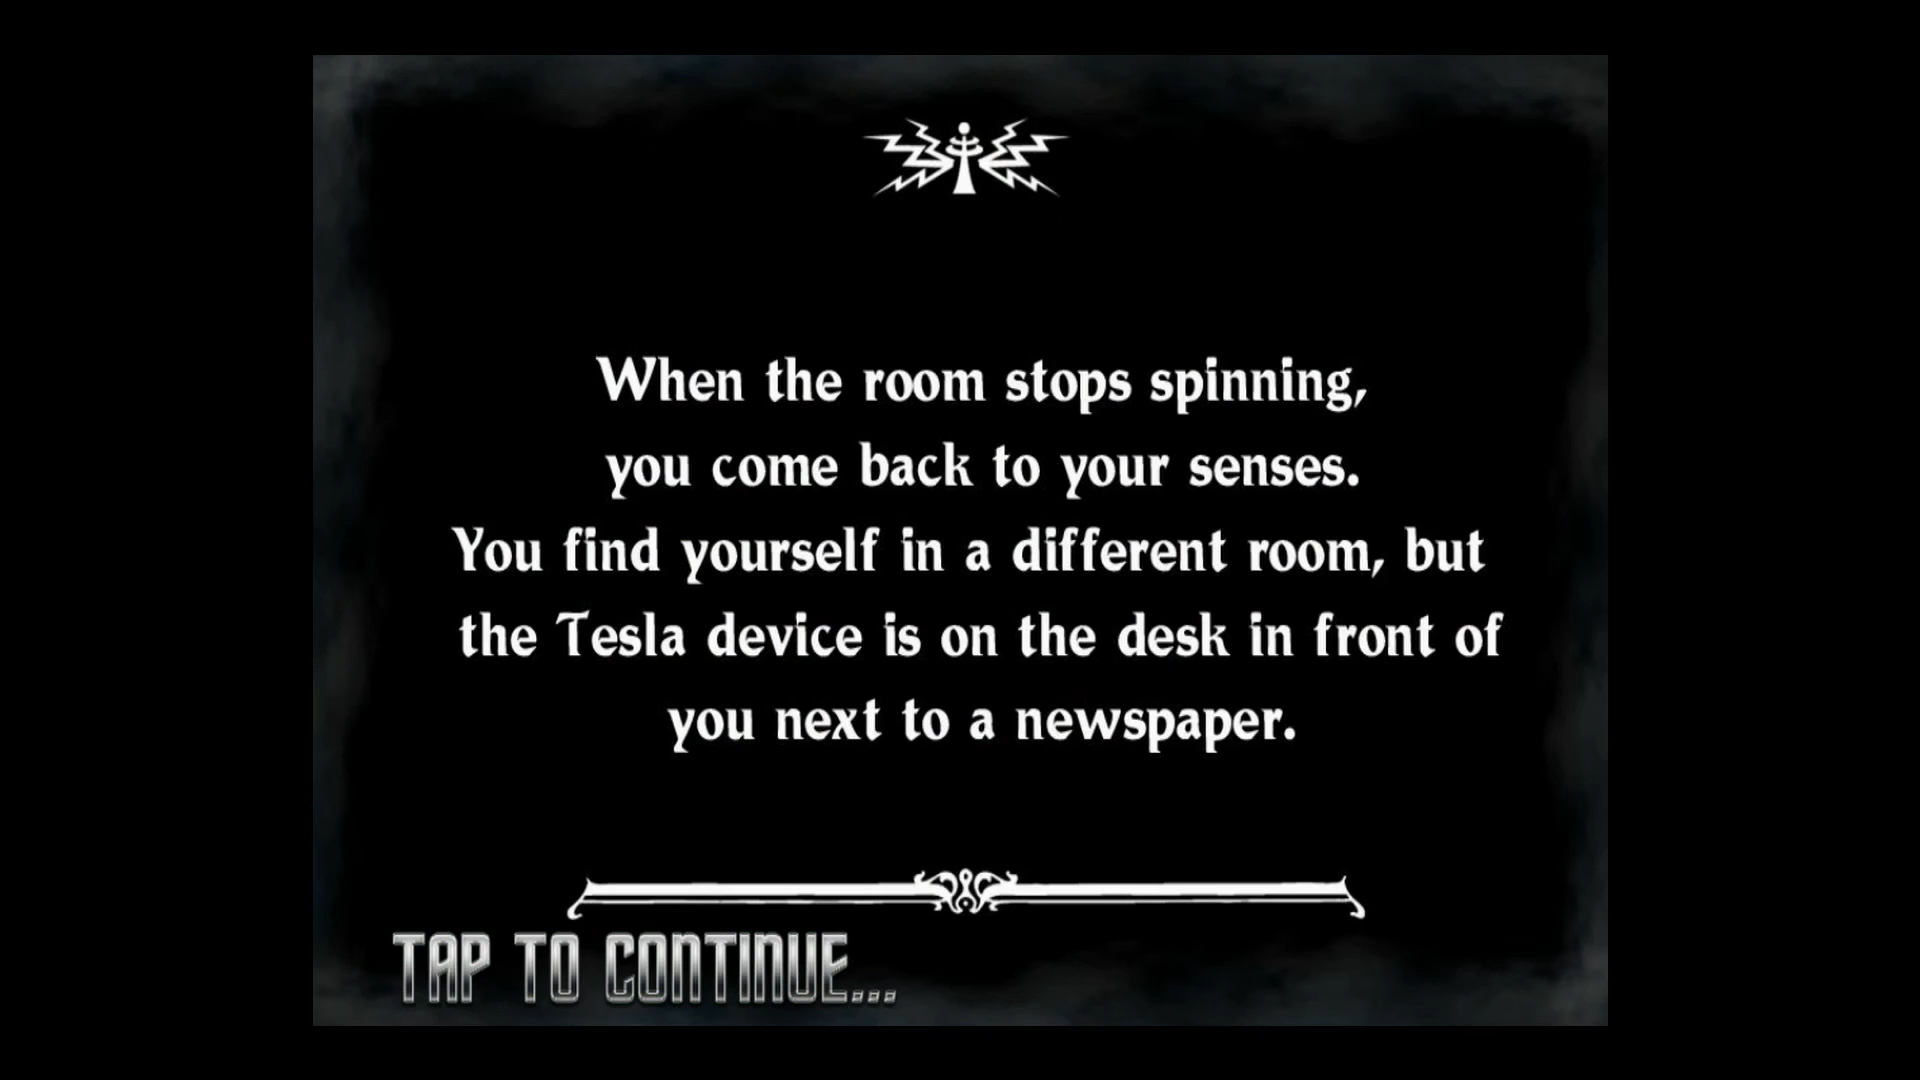 When the room stops spinning,
you come back to your senses.
You find yourself in a different room, but
the Tesla device is on the desk in front of
you next to a newspaper.
TAP TO CONTINUE...